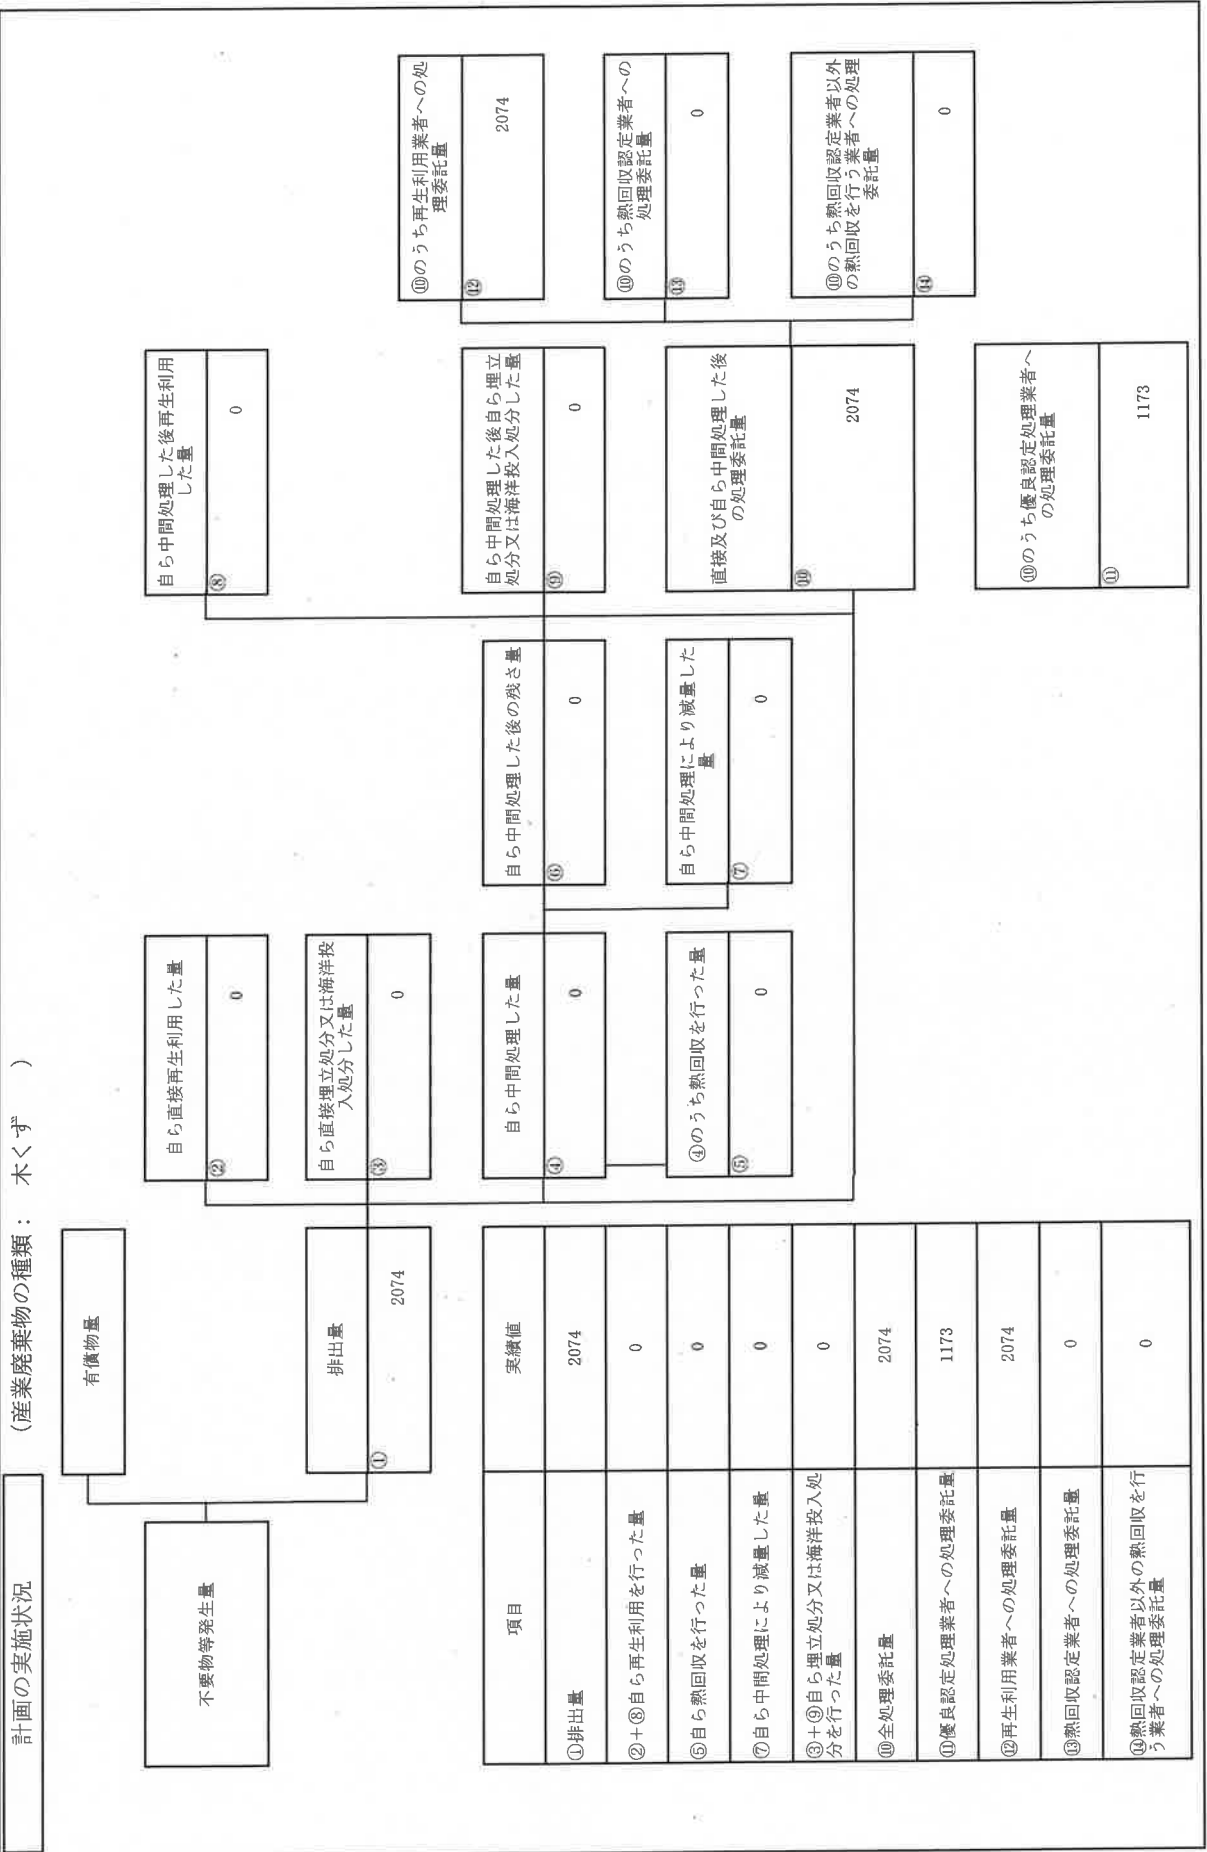 計画の実施状況
(産業廃棄物の種類： 木くず )
不要物等発生量
有償物量
排出量
①
2074
自ら直接再生利用した量
②
0
自ら直接埋立処分又は海洋投
入処分した量
③
0
自ら中間処理した量
④
0
④のうち熱回収を行った量
⑤
0
自ら中間処理した後の残さ量
⑥
0
自ら中間処理により減量した
量
⑦
0
自ら中間処理した後再生利用
した量
⑧
0
自ら中間処理した後自ら埋立
処分又は海洋投入処分した量
⑨
0
直接及び自ら中間処理した後
の処理委託量
⑩
2074
⑩のうち優良認定処理業者へ
の処理委託量
⑪
1173
⑩のうち再生利用業者への処
理委託量
⑫
2074
⑩のうち熱回収認定業者への
処理委託量
⑬
0
⑩のうち熱回収認定業者以外
の熱回収を行う業者への処理
委託量
⑭
0
項目 実績値
①排出量 2074
②＋⑧自ら再生利用を行った量 0
⑤自ら熱回収を行った量 0
⑦自ら中間処理により減量した量 0
③＋⑨自ら埋立処分又は海洋投入処
分を行った量 0
⑩全処理委託量 2074
⑪優良認定処理業者への処理委託量 1173
⑫再生利用業者への処理委託量 2074
⑬熱回収認定業者への処理委託量 0
⑭熱回収認定業者以外の熱回収を行
う業者への処理委託量 0